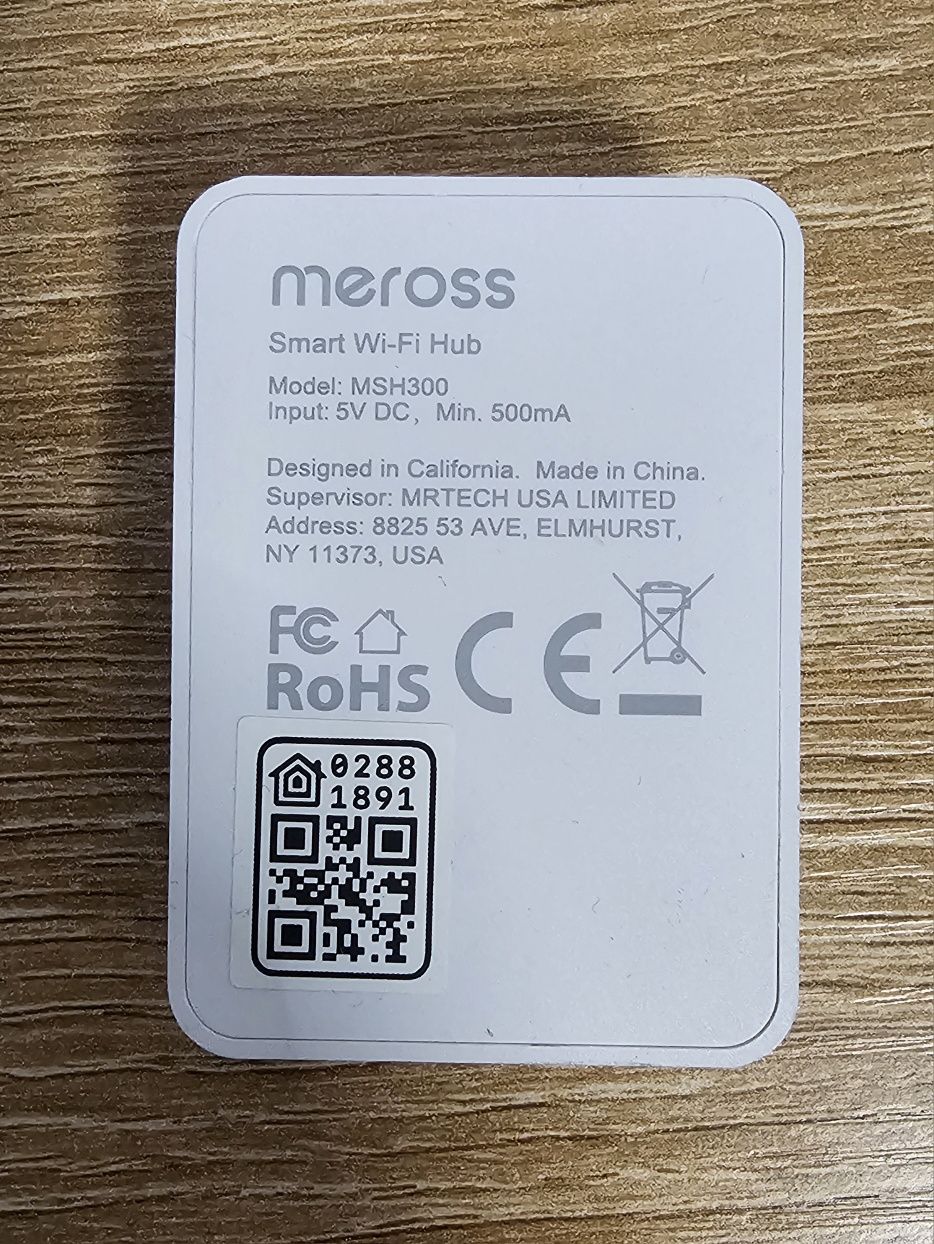 meross
Smart Wi-Fi Hub
Model: MSH300
Input: 5V DC, Min. 500mA
Designed in California. Made in China.
Supervisor: MRTECH USA LIMITED
Address: 8825 53 AVE, ELMHURST,
NY 11373, USA
FC
CE
RoHS
0288
1891